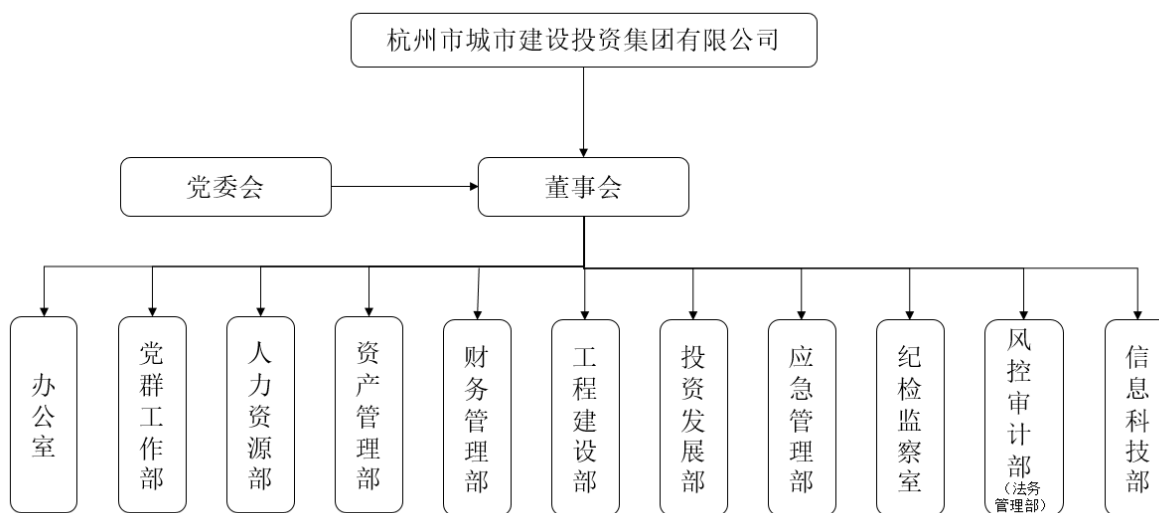 杭州市城市建设投资集团有限公司
党委会
董事会
办公室
党群工作部
人力资源部
资产管理部
财务管理部
工程建设部
投资发展部
应急管理部
纪检监察室
风控审计部
（法务
管理部）
信息科技部